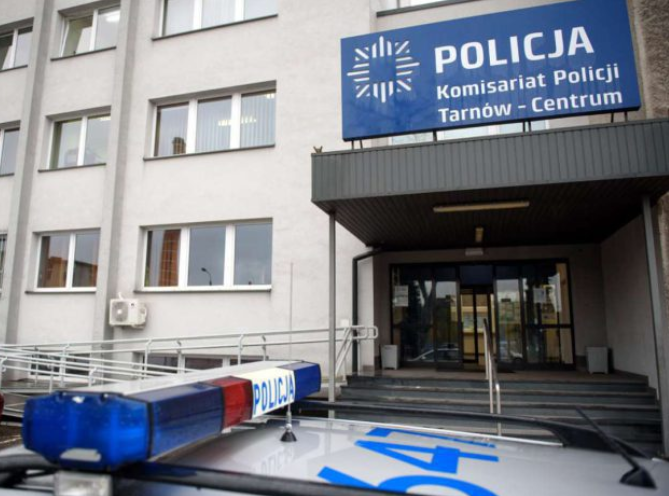 POLICJA
Komisariat Policji
Tarnów - Centrum
POLICJA